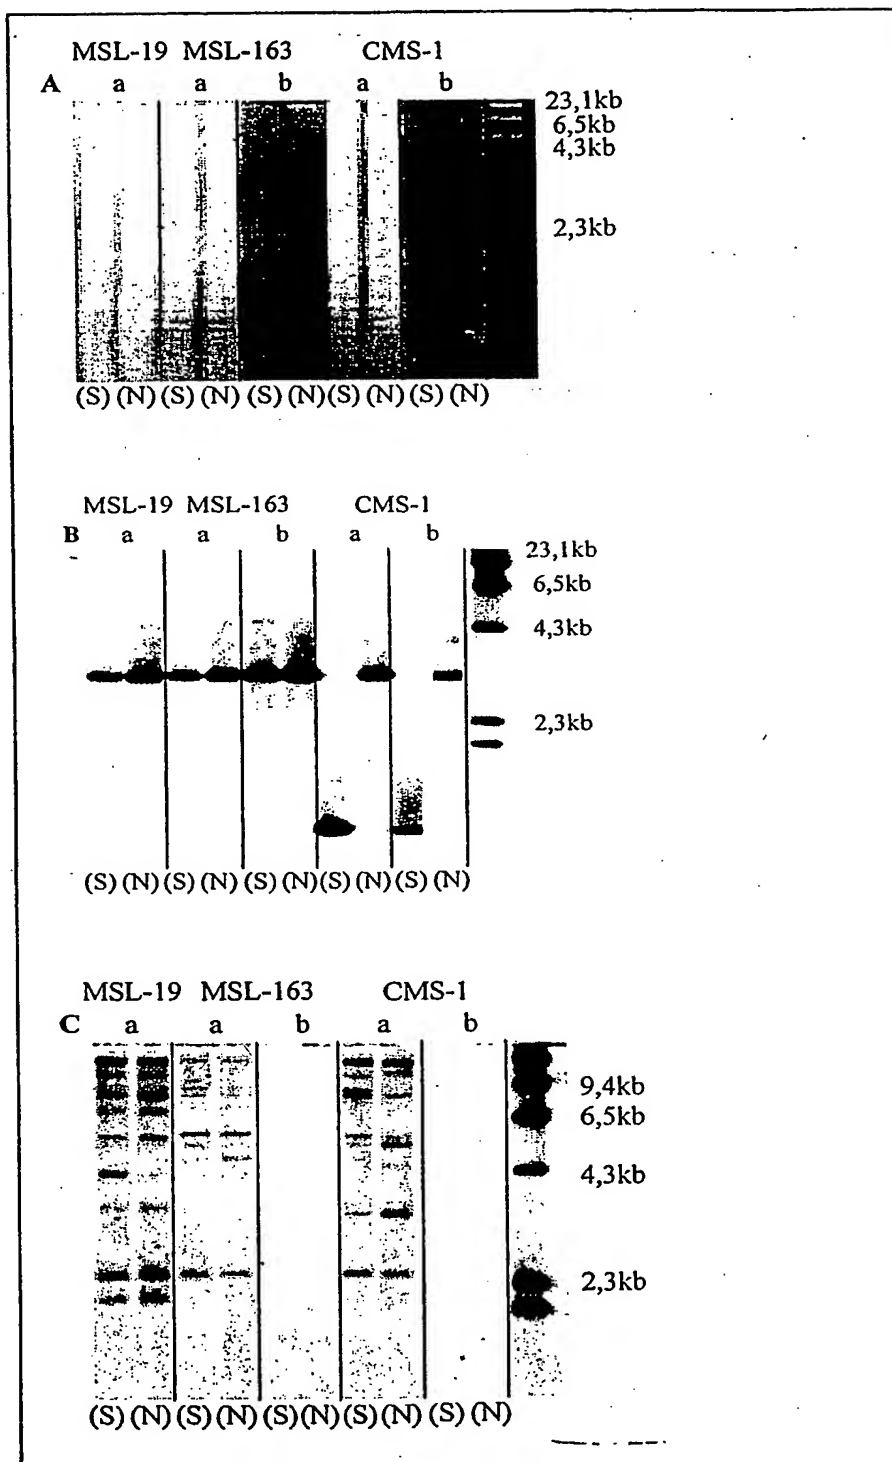 MSL-19 MSL-163 CMS-1
A a a b a b
23,1kb
6,5kb
4,3kb
2,3kb
(S) (N) (S) (N) (S) (N) (S) (N) (S) (N)
MSL-19 MSL-163 CMS-1
B a a b a b
23,1kb
6,5kb
4,3kb
2,3kb
(S) (N) (S) (N) (S) (N) (S) (N) (S) (N)
MSL-19 MSL-163 CMS-1
C a a b a b
9,4kb
6,5kb
4,3kb
2,3kb
(S) (N) (S) (N) (S) (N) (S) (N) (S) (N)